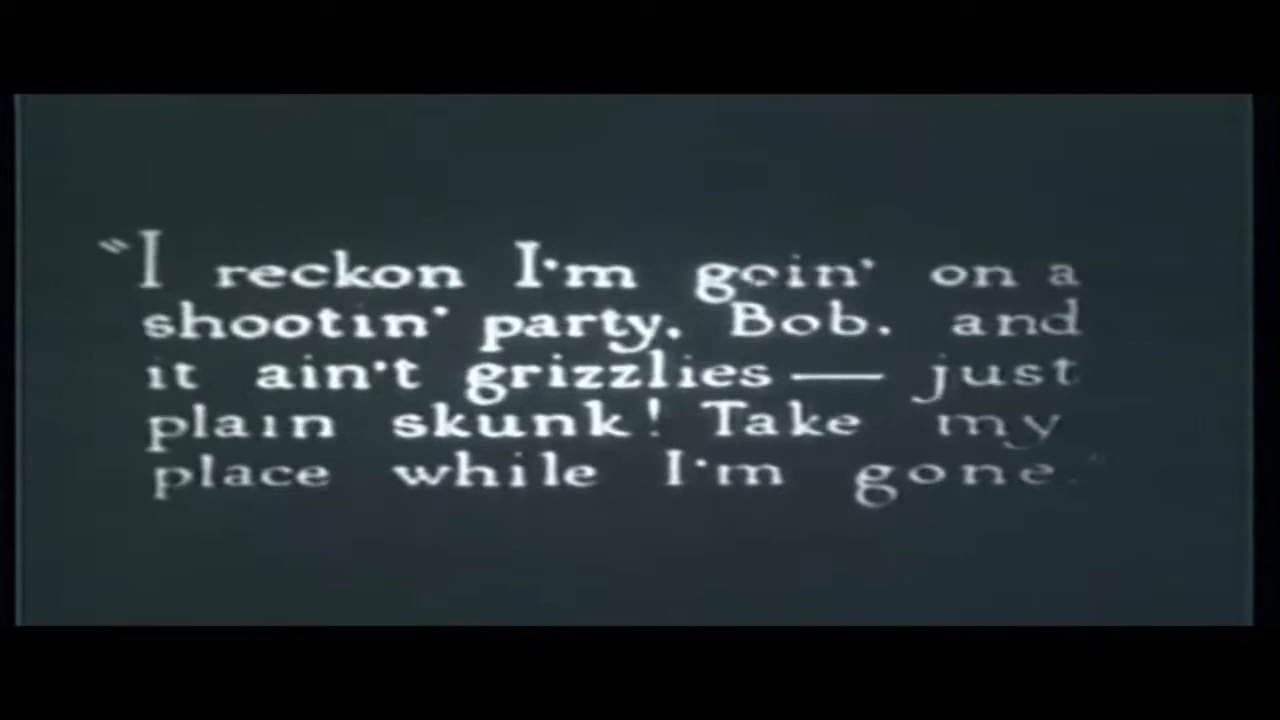 "I reckon I'm goin' on a
shootin' party, Bob, and
it ain't grizzlies — just
plain skunk! Take my
place while I'm gone."